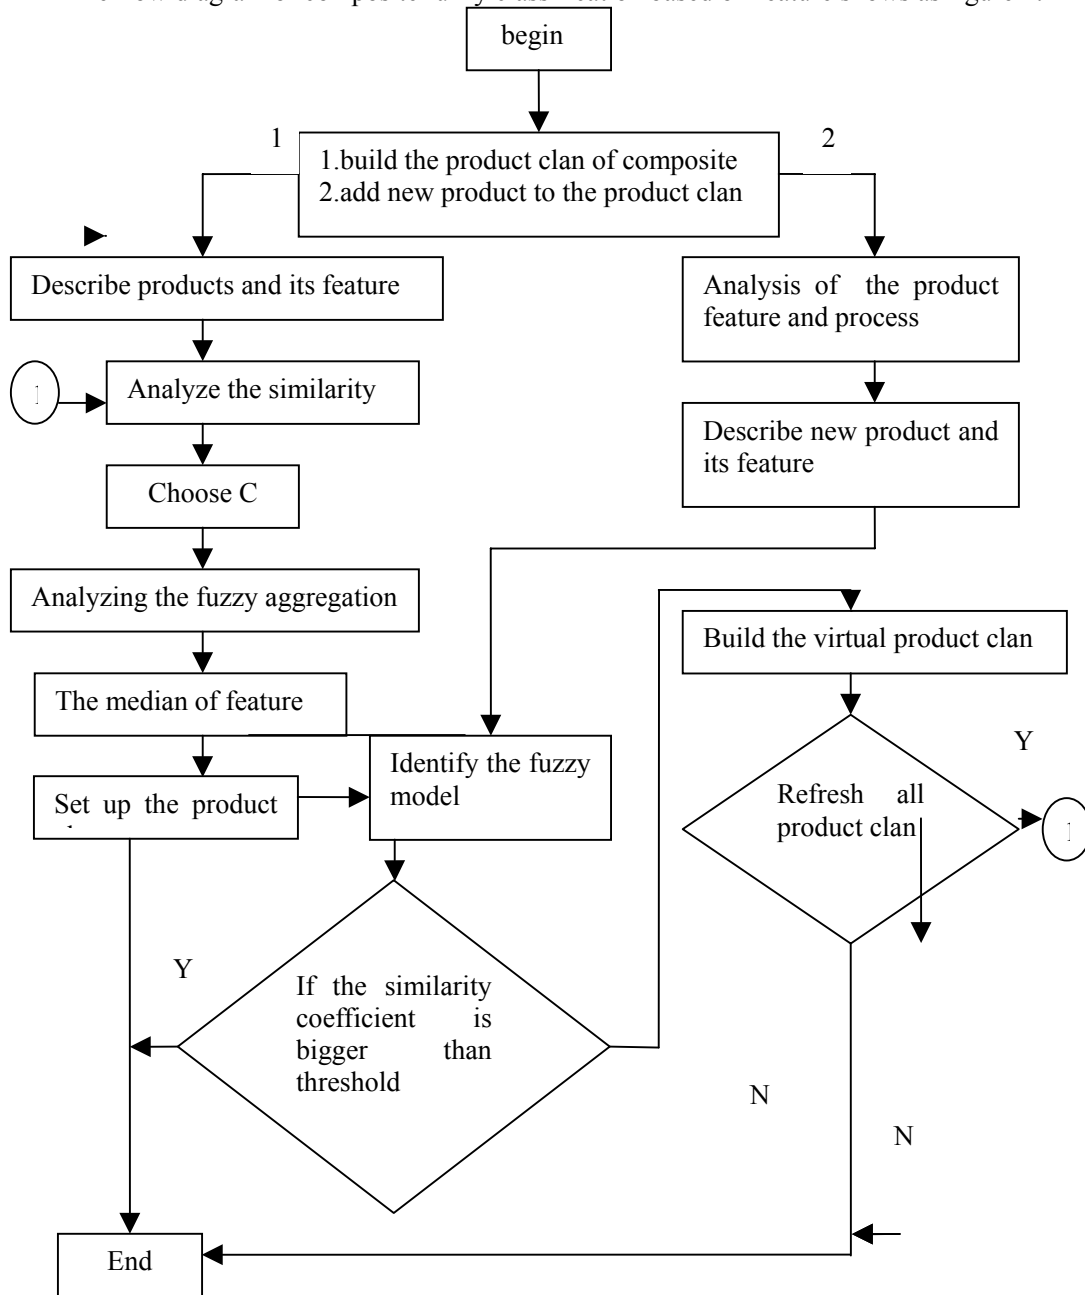 begin
1
2
1.build the product clan of composite
2.add new product to the product clan
Describe products and its feature
Analysis of the product
feature and process
1
Analyze the similarity
Describe new product and
its feature
Choose C
Analyzing the fuzzy aggregation
Build the virtual product clan
The median of feature
Identify the fuzzy
model
Set up the product
Y
Refresh all
product clan
1
Y
If the similarity
coefficient is
bigger than
threshold
N
N
End